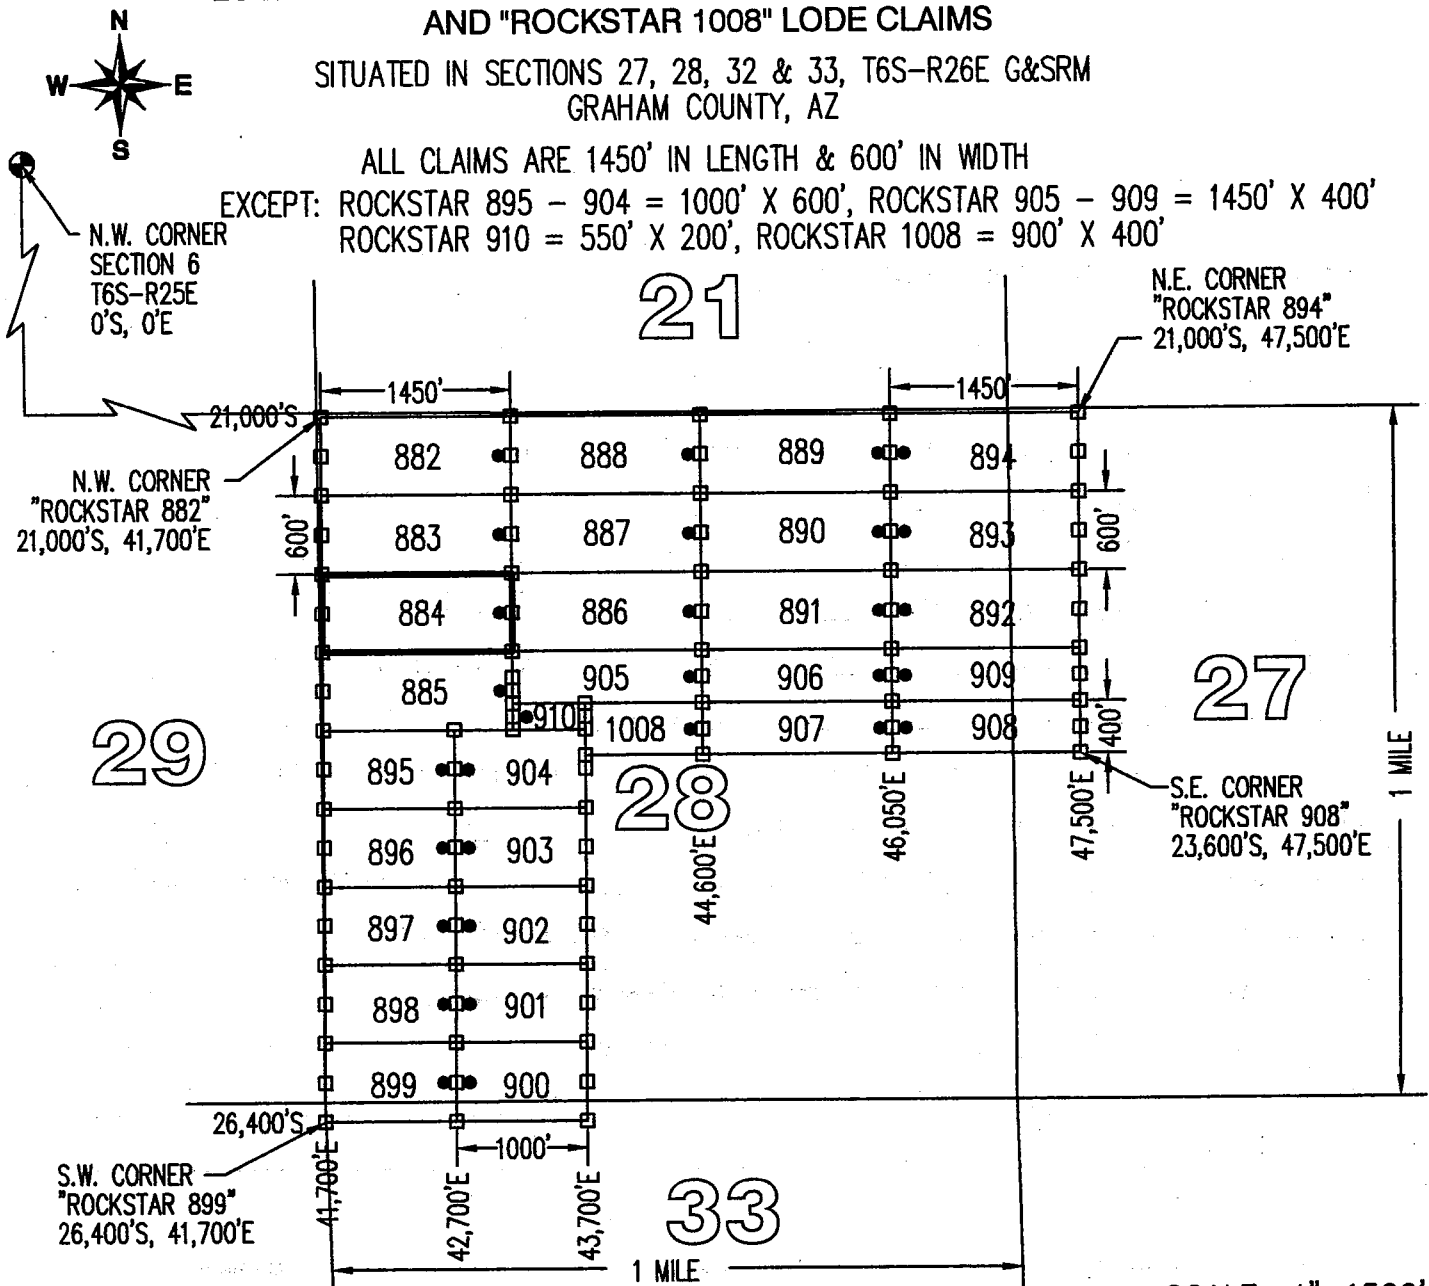 AND "ROCKSTAR 1008" LODE CLAIMS
SITUATED IN SECTIONS 27, 28, 32 & 33, T6S-R26E G&SRM
GRAHAM COUNTY, AZ
N
W
E
S
ALL CLAIMS ARE 1450' IN LENGTH & 600' IN WIDTH
EXCEPT: ROCKSTAR 895 - 904 = 1000' X 600', ROCKSTAR 905 - 909 = 1450' X 400'
ROCKSTAR 910 = 550' X 200', ROCKSTAR 1008 = 900' X 400'
N.W. CORNER
SECTION 6
T6S-R25E
0'S, 0'E
21
N.E. CORNER
"ROCKSTAR 894"
21,000'S, 47,500'E
1450'
1450'
21,000'S
882
888
889
894
N.W. CORNER
"ROCKSTAR 882"
21,000'S, 41,700'E
600'
883
887
890
893
600'
884
886
891
892
885
905
906
909
27
910
1008
907
908
400'
29
28
895
904
S.E. CORNER
"ROCKSTAR 908"
23,600'S, 47,500'E
1 MILE
44,600'E
46,050'E
47,500'E
896
903
897
902
898
901
899
900
26,400'S
1000'
S.W. CORNER
"ROCKSTAR 899"
26,400'S, 41,700'E
41,700'E
42,700'E
43,700'E
33
1 MILE